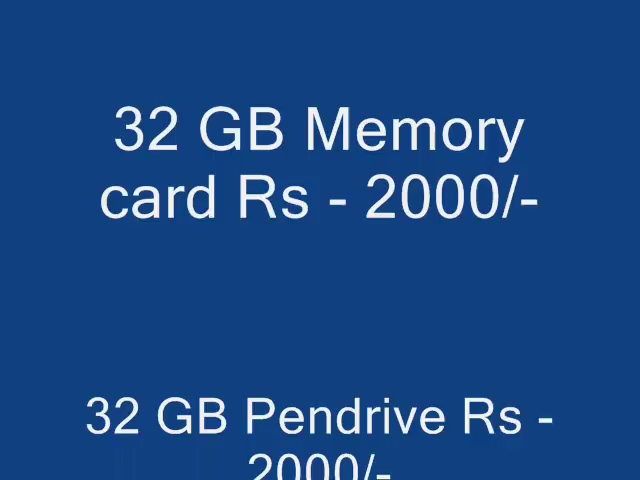 32 GB Memory
card Rs - 2000/-
32 GB Pendrive Rs -
2000/-